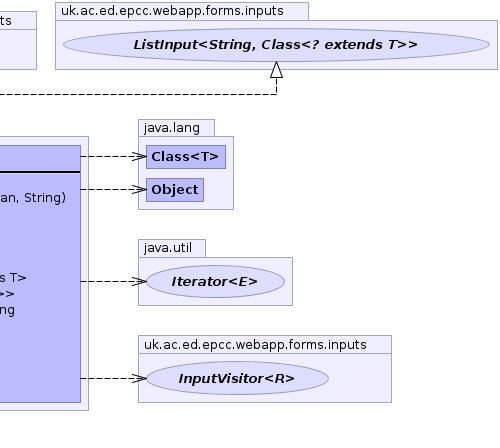 ts
uk.ac.ed.epcc.webapp.forms.inputs
ListInput<String, Class<? extends T>>
java.lang
Class<T>
an, String)
Object
java.util
s T>
Iterator<E>
>>
ng
uk.ac.ed.epcc.webapp.forms.inputs
InputVisitor<R>